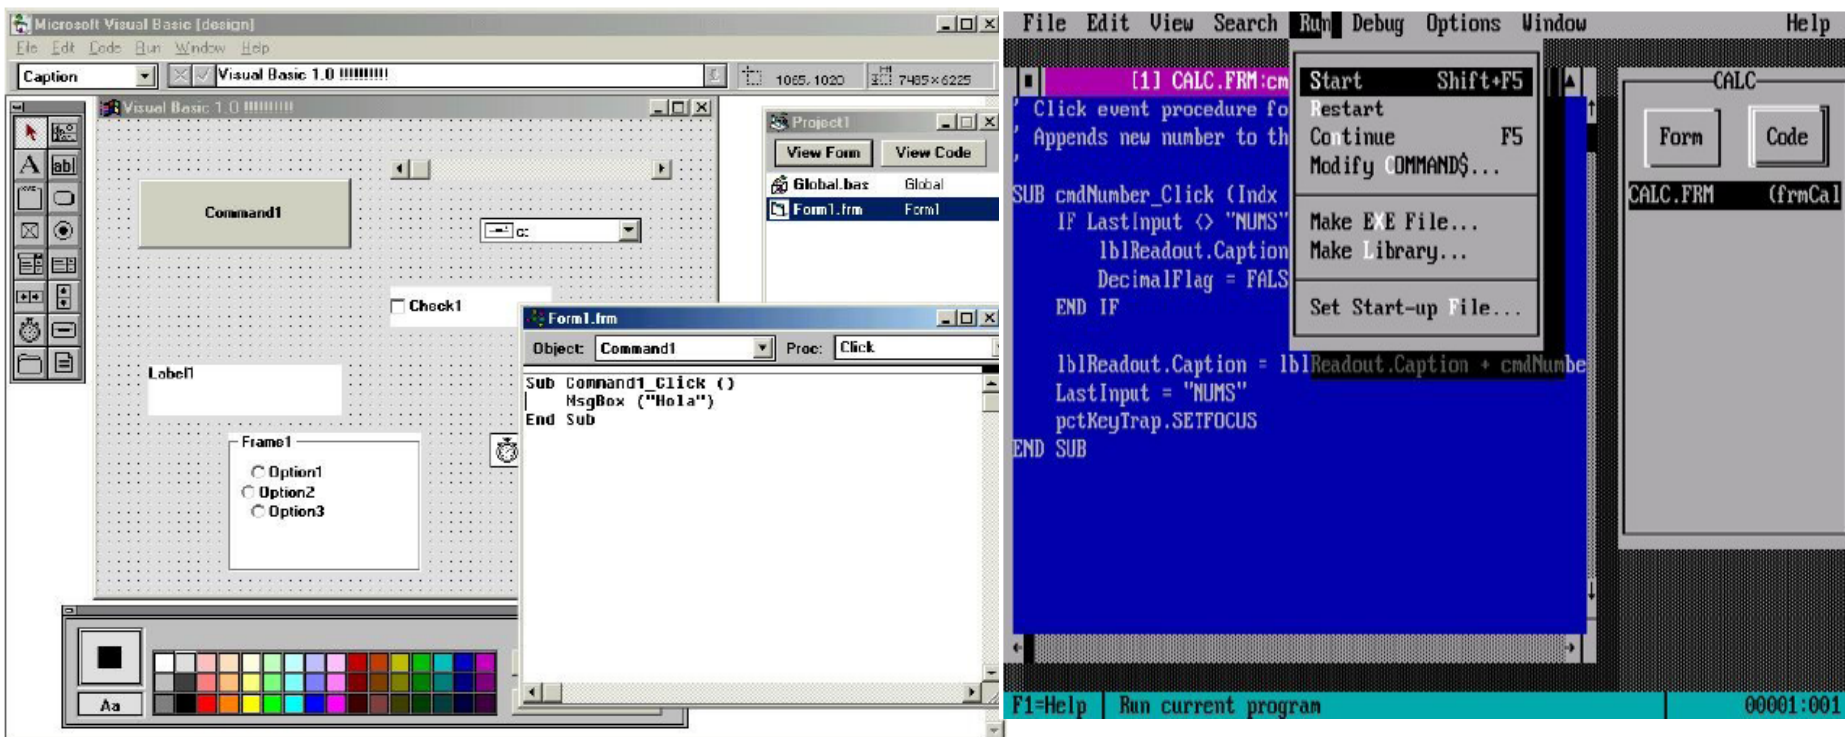 Microsoft Visual Basic [design]
File Edit Code Run Window Help
Caption
Visual Basic 1.0 !!!!!!!!!!
1065, 1020
7485×6225
Visual Basic 1.0 !!!!!!!!!!
A
ab
Command1
c:
Check1
Label1
Frame1
Option1
Option2
Option3
Project1
View Form View Code
Global.bas Global
Form1.frm Form1
Form1.frm
Object: Command1 Proc: Click
Sub Command1_Click ()
MsgBox ("Hola")
End Sub
Aa
File Edit View Search Run Debug Options Window Help
[1] CALC.FRM:cm
' Click event procedure fo
' Appends new number to th
'
SUB cmdNumber_Click (Indx
IF LastInput <> "NUMS"
lblReadout.Caption
DecimalFlag = FALS
END IF
lblReadout.Caption = lblReadout.Caption + cmdNumbe
LastInput = "NUMS"
pctKeyTrap.SETFOCUS
END SUB
Start Shift+F5
Restart
Continue F5
Modify COMMAND$...
Make EXE File...
Make Library...
Set Start-up File...
CALC
Form Code
CALC.FRM (frmCal
F1=Help Run current program 00001:001